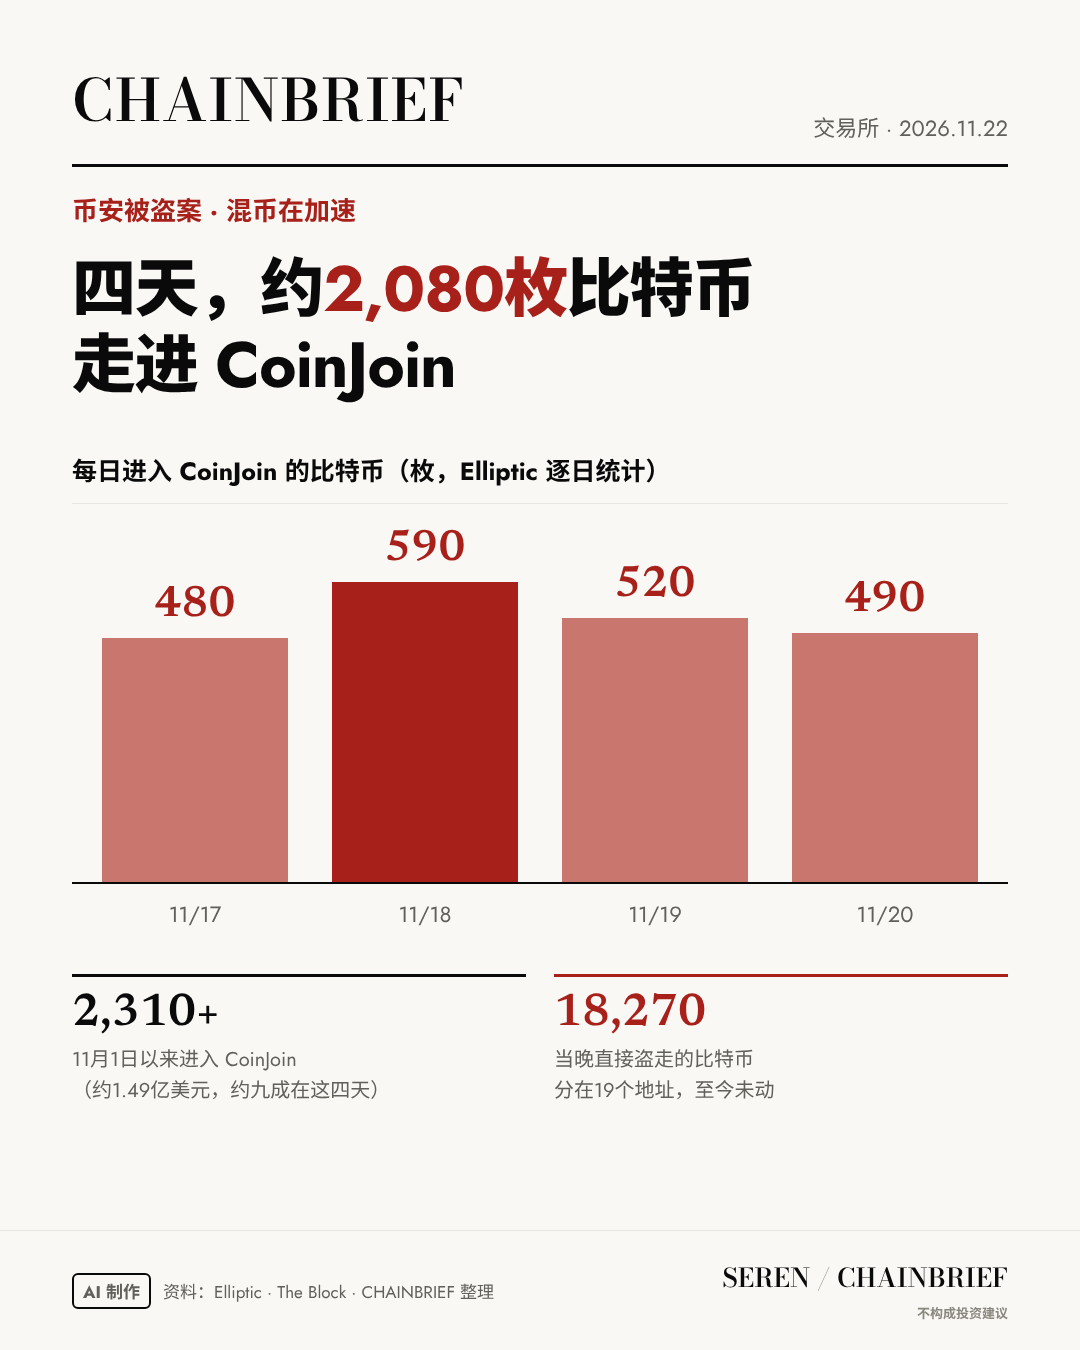 CHAINBRIEF
交易所 · 2026.11.22
币安被盗案 · 混币在加速
四天，约2,080枚比特币
走进 CoinJoin
每日进入 CoinJoin 的比特币（枚，Elliptic 逐日统计）
480
590
520
490
11/17
11/18
11/19
11/20
2,310+
11月1日以来进入 CoinJoin
（约1.49亿美元，约九成在这四天）
18,270
当晚直接盗走的比特币
分在19个地址，至今未动
AI 制作
资料：Elliptic · The Block · CHAINBRIEF 整理
SEREN / CHAINBRIEF
不构成投资建议